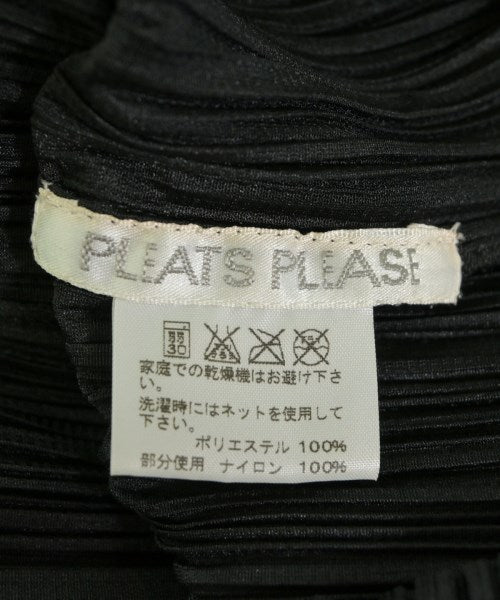 PLEATS PLEASE
弱
30
家庭での乾燥機はお避け下さ
い。
洗濯時にはネットを使用して
下さい。
ポリエステル 100%
部分使用 ナイロン 100%